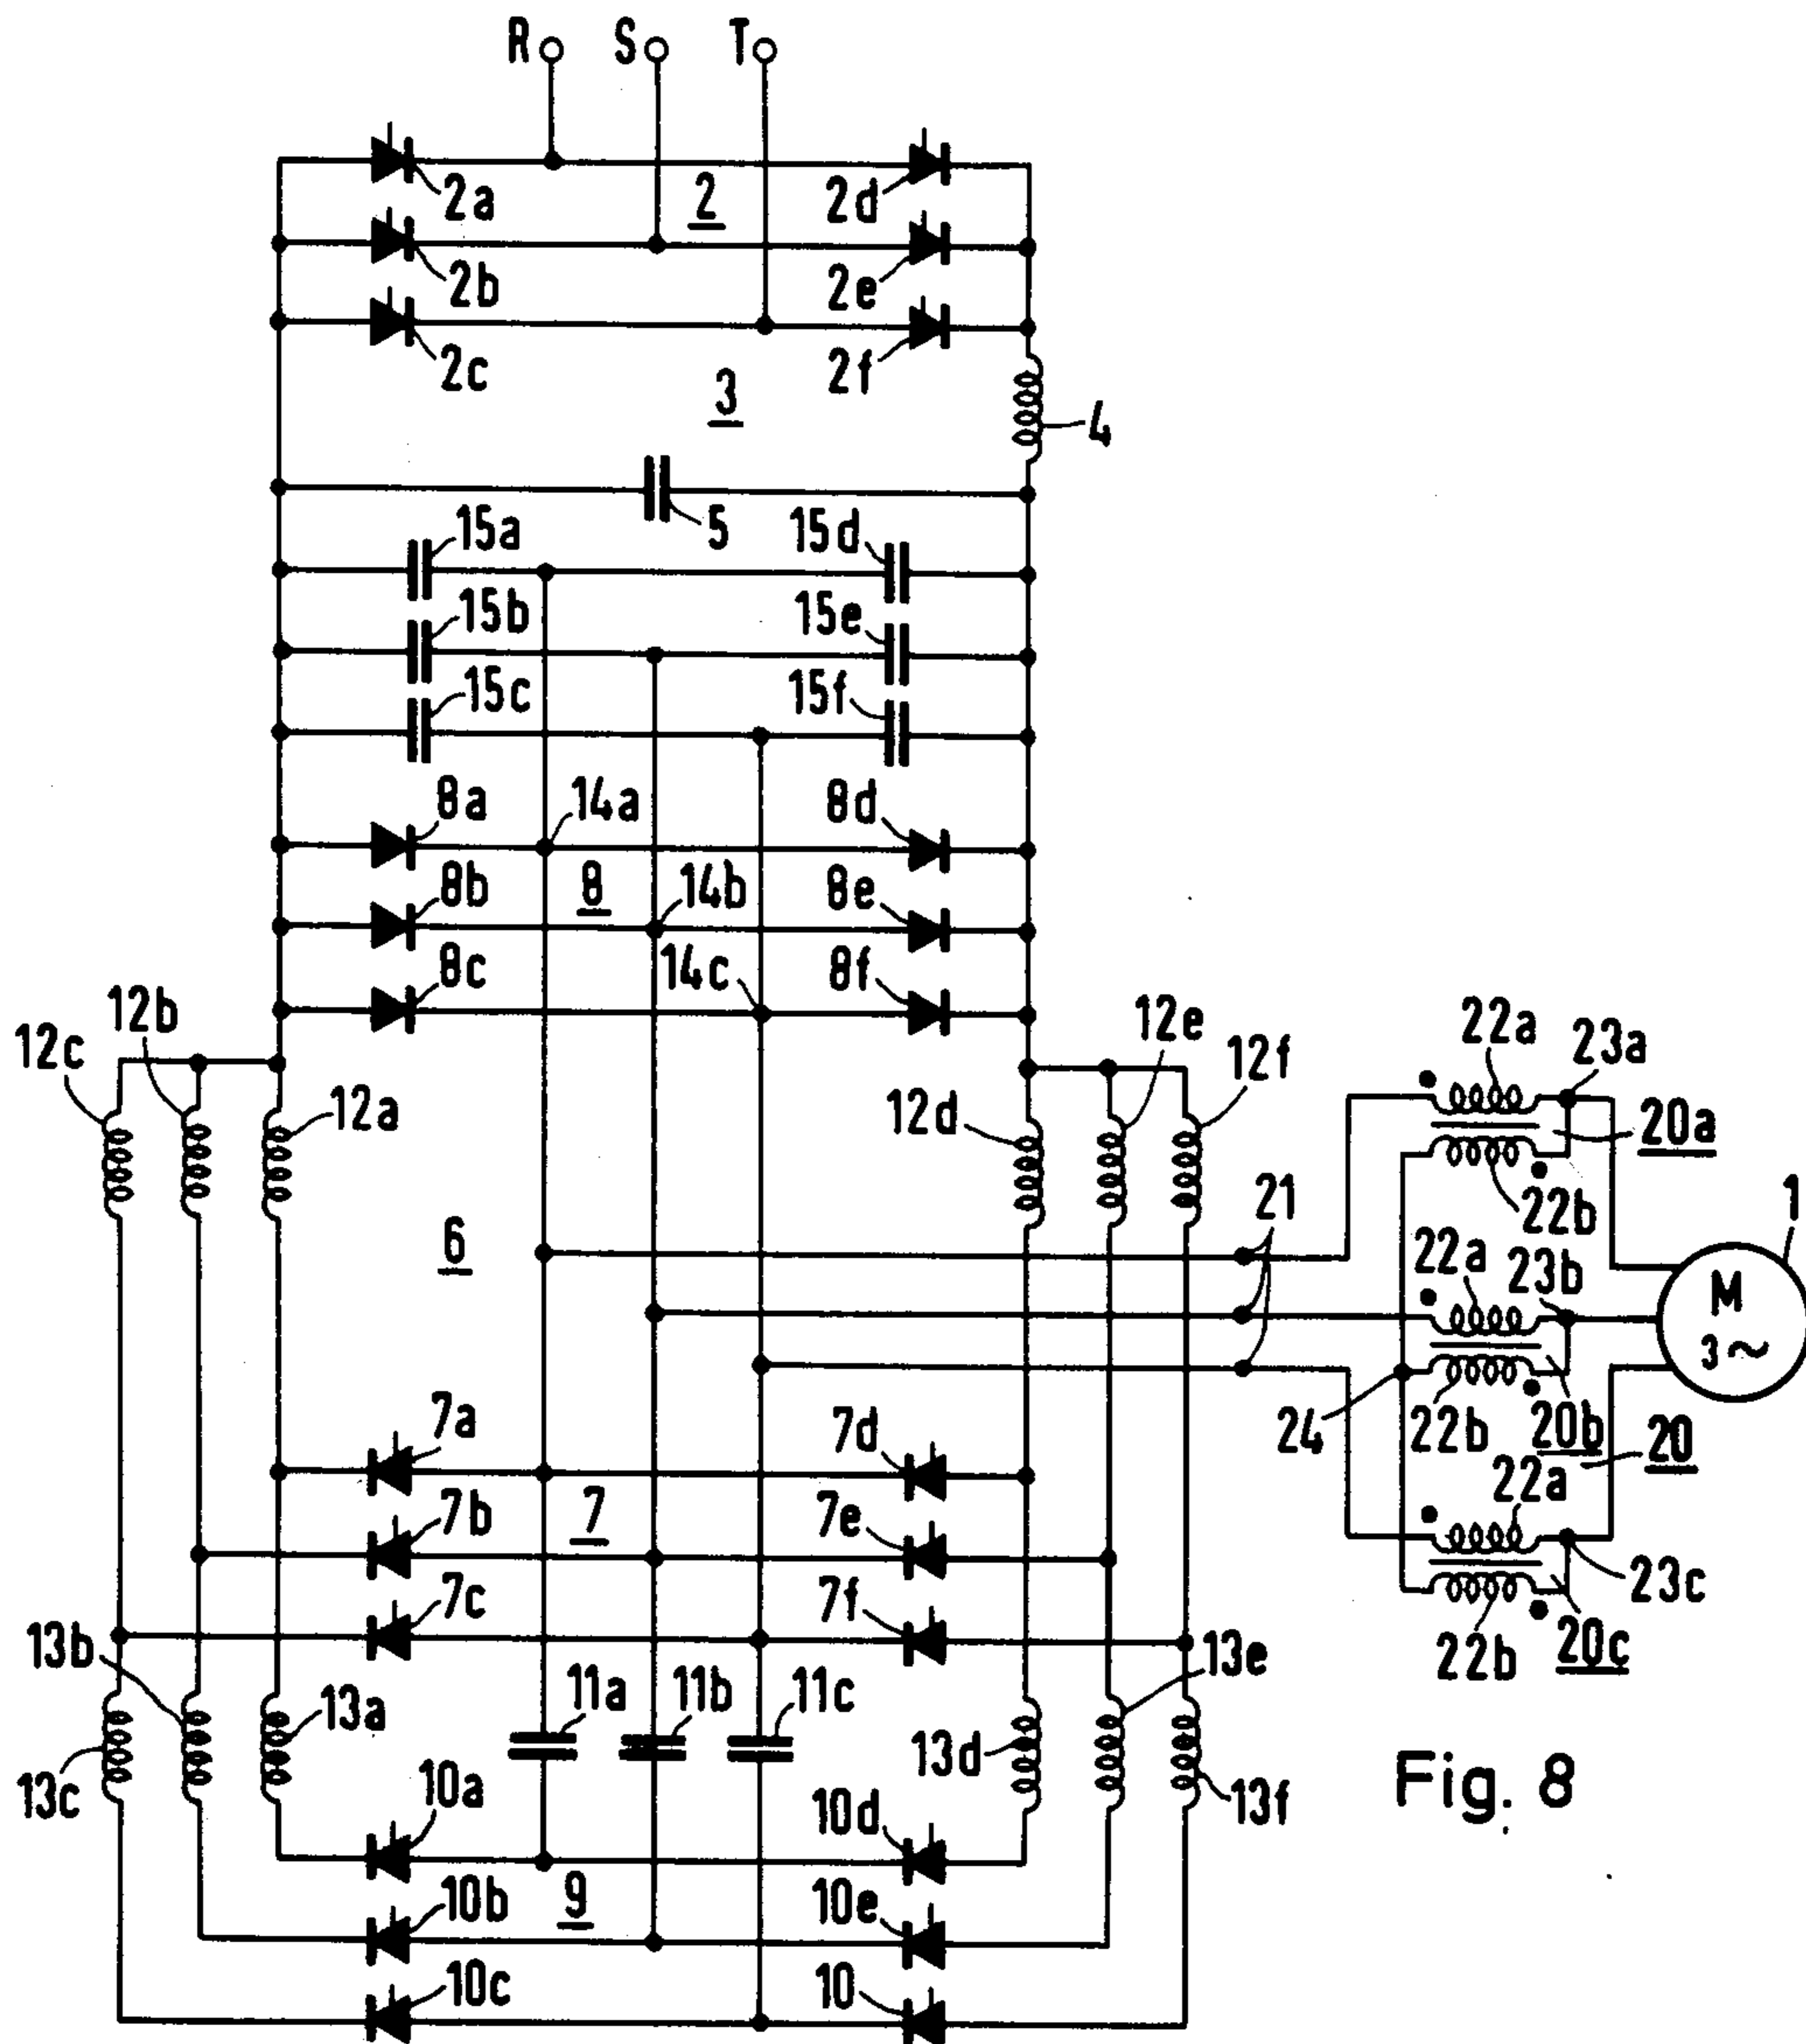 R S T
2a 2 2d
2b 2e
2c 2f
3
4
5
15a 15d
15b 15e
15c 15f
8a 14a 8d
8b 8 14b 8e
8c 14c 8f
12c 12b 12a
12d 12e 12f
22a 23a
20a
22b
1
6
21
22a 23b
M
3~
24
22b 20b 20
22a
23c
22b 20c
7a 7d
7b 7 7e
7c 7f
13b 11a 11b 11c 13e
13a
13c 13d 13f
10a 10d
9
10b 10e
10c 10
Fig. 8